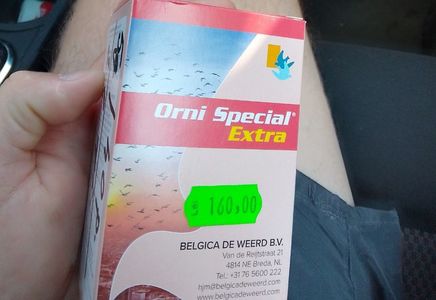 Orni Special®
Extra
$ 160,00
BELGICA DE WEERD B.V.
Van de Reijtstraat 21
4814 NE Breda, NL
Tel.: +31 76 5600 222
hjm@belgicadeweerd.com
www.belgicadeweerd.com